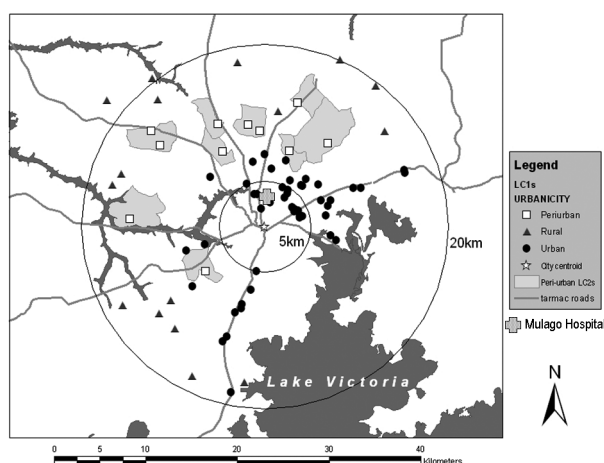 5km
20km
Lake Victoria
Legend
LC1s
URBANICITY
Periurban
Rural
Urban
City centroid
Peri-urban LC2s
tarmac roads
Mulago Hospital
N
0 5 10 20 30 40
Kilometers